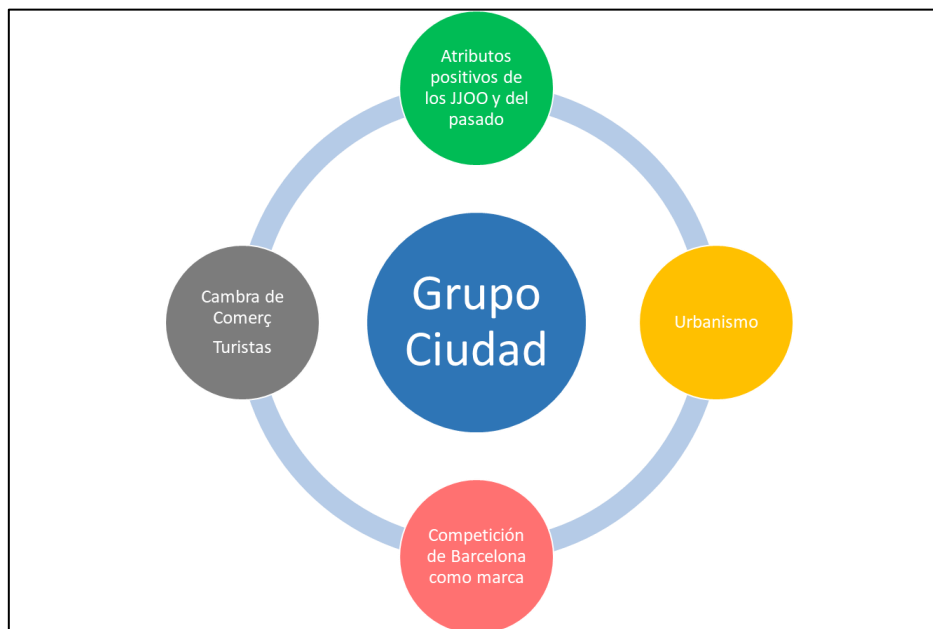 Atributos
positivos de
los JJOO y del
pasado
Cambra de
Comerç
Turistas
Grupo
Ciudad
Urbanismo
Competición
de Barcelona
como marca